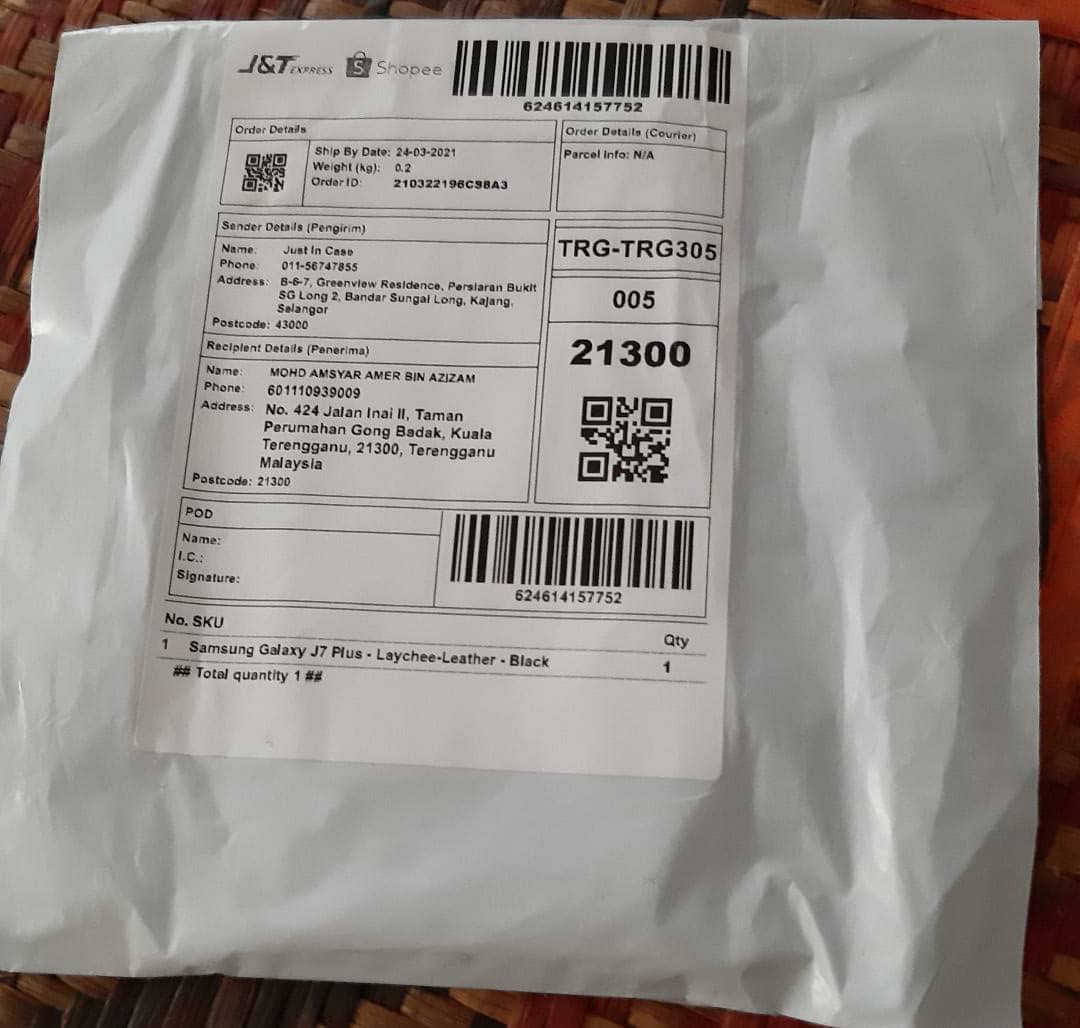 J&T EXPRESS Shopee
624614157752
Order Details
Ship By Date: 24-03-2021
Weight (kg): 0.2
Order ID: 210322196C98A3
Order Details (Courier)
Parcel Info: N/A
Sender Details (Pengirim)
Name: Just In Case
Phone: 011-56747855
Address: B-6-7, Greenview Residence, Persiaran Bukit
SG Long 2, Bandar Sungai Long, Kajang,
Selangor
Postcode: 43000
TRG-TRG305
005
21300
Recipient Details (Penerima)
Name: MOHD AMSYAR AMER BIN AZIZAM
Phone: 601110939009
Address: No. 424 Jalan Inai II, Taman
Perumahan Gong Badak, Kuala
Terengganu, 21300, Terengganu
Malaysia
Postcode: 21300
POD
Name:
I.C.:
Signature:
624614157752
No. SKU Qty
1 Samsung Galaxy J7 Plus - Laychee-Leather - Black 1
## Total quantity 1 ##